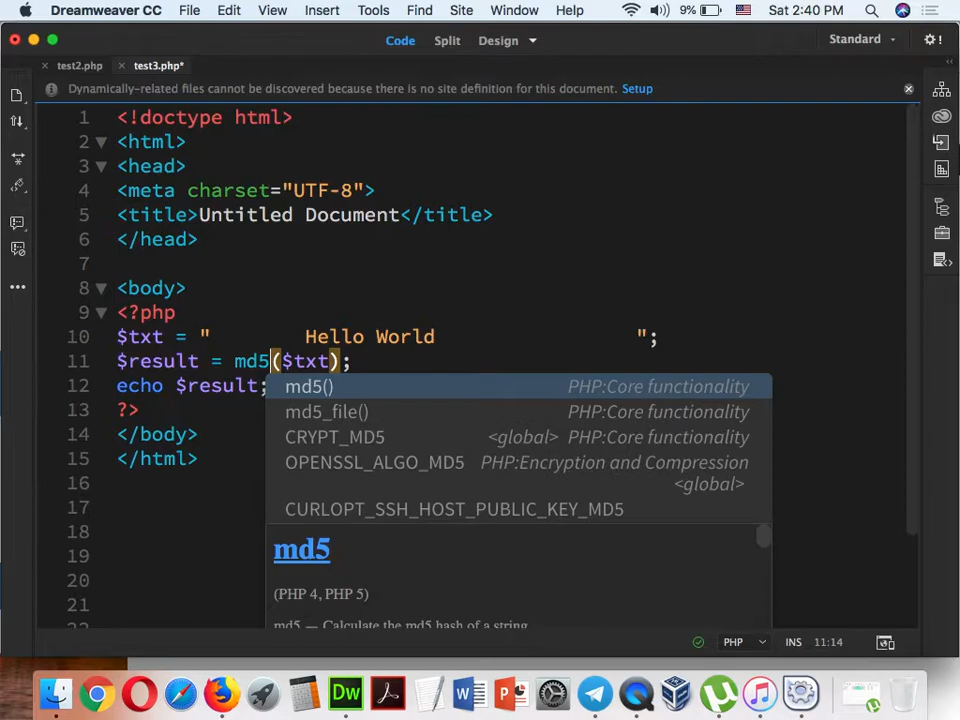 Dreamweaver CC File Edit View Insert Tools Find Site Window Help 9% Sat 2:40 PM
Code Split Design Standard
test2.php test3.php*
Dynamically-related files cannot be discovered because there is no site definition for this document. Setup
1 <!doctype html>
2 <html>
3 <head>
4 <meta charset="UTF-8">
5 <title>Untitled Document</title>
6 </head>
7
8 <body>
9 <?php
10 $txt = "        Hello World                 ";
11 $result = md5($txt);
12 echo $result;
13 ?>
14 </body>
15 </html>
16
17
18
19
20
21
22
md5() PHP:Core functionality
md5_file() PHP:Core functionality
CRYPT_MD5 <global> PHP:Core functionality
OPENSSL_ALGO_MD5 PHP:Encryption and Compression
<global>
CURLOPT_SSH_HOST_PUBLIC_KEY_MD5
md5
(PHP 4, PHP 5)
md5 — Calculate the md5 hash of a string
PHP INS 11:14
Dw W P